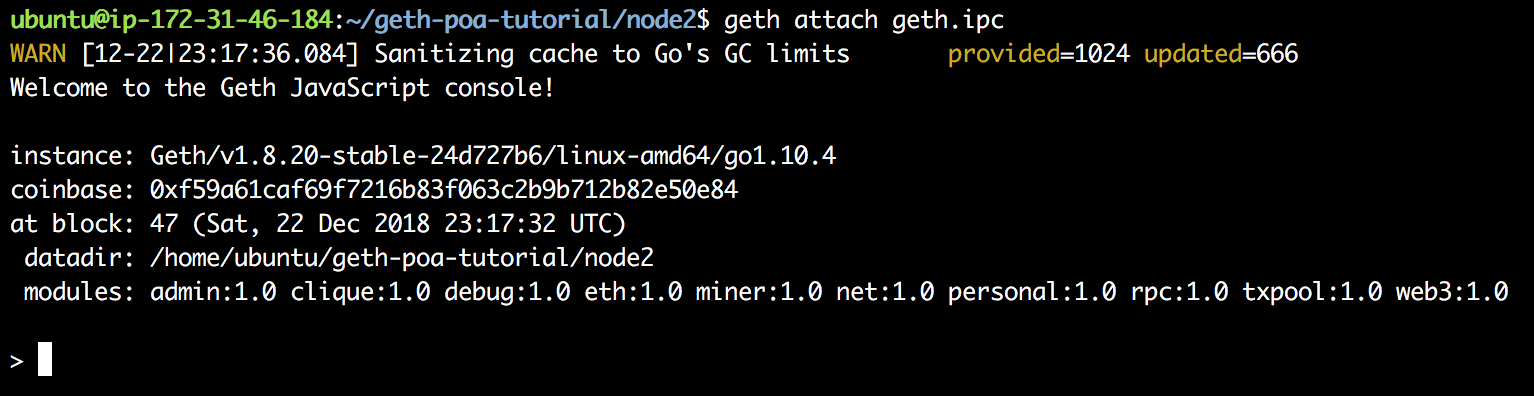 ubuntu@ip-172-31-46-184:~/geth-poa-tutorial/node2$ geth attach geth.ipc
WARN [12-22|23:17:36.084] Sanitizing cache to Go's GC limits       provided=1024 updated=666
Welcome to the Geth JavaScript console!
instance: Geth/v1.8.20-stable-24d727b6/linux-amd64/go1.10.4
coinbase: 0xf59a61caf69f7216b83f063c2b9b712b82e50e84
at block: 47 (Sat, 22 Dec 2018 23:17:32 UTC)
 datadir: /home/ubuntu/geth-poa-tutorial/node2
 modules: admin:1.0 clique:1.0 debug:1.0 eth:1.0 miner:1.0 net:1.0 personal:1.0 rpc:1.0 txpool:1.0 web3:1.0
>